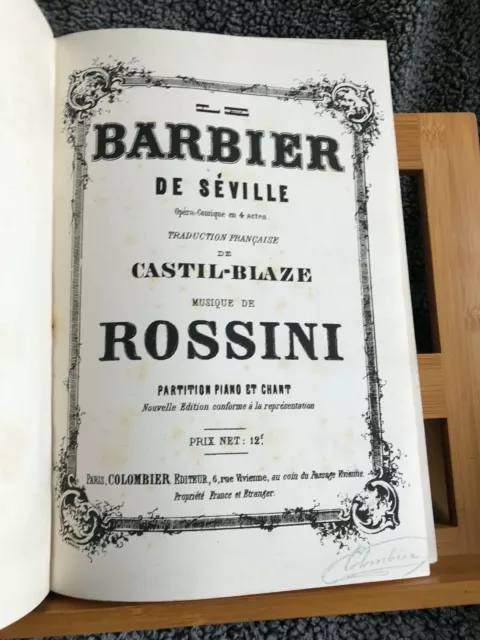 LE
BARBIER
DE SÉVILLE
Opéra-Comique en 4 actes
TRADUCTION FRANÇAISE
DE
CASTIL-BLAZE
MUSIQUE DE
ROSSINI
PARTITION PIANO ET CHANT
Nouvelle Edition conforme à la représentation
PRIX NET: 12f.
PARIS, COLOMBIER EDITEUR, 6, rue Vivienne, au coin du Passage Vivienne.
Propriété France et Etranger.
Colombier